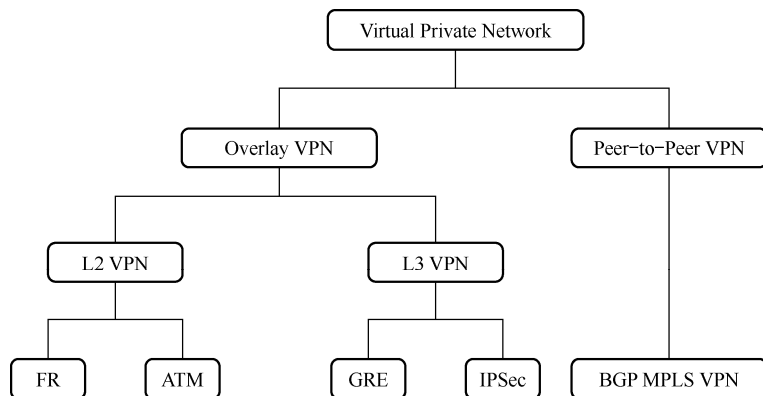 Virtual Private Network
Overlay VPN
Peer-to-Peer VPN
L2 VPN
L3 VPN
FR
ATM
GRE
IPSec
BGP MPLS VPN